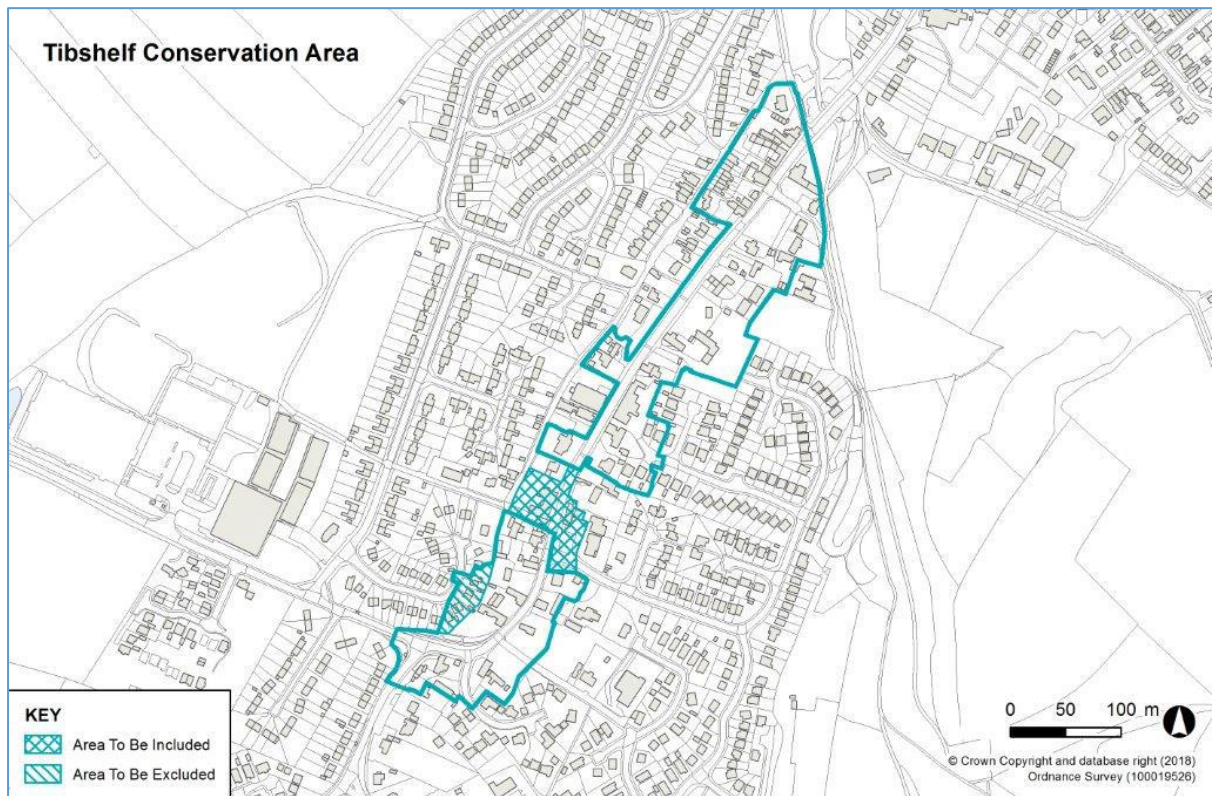 Tibshelf Conservation Area
KEY
Area To Be Included
Area To Be Excluded
0 50 100 m
© Crown Copyright and database right (2018)
Ordnance Survey (100019526)